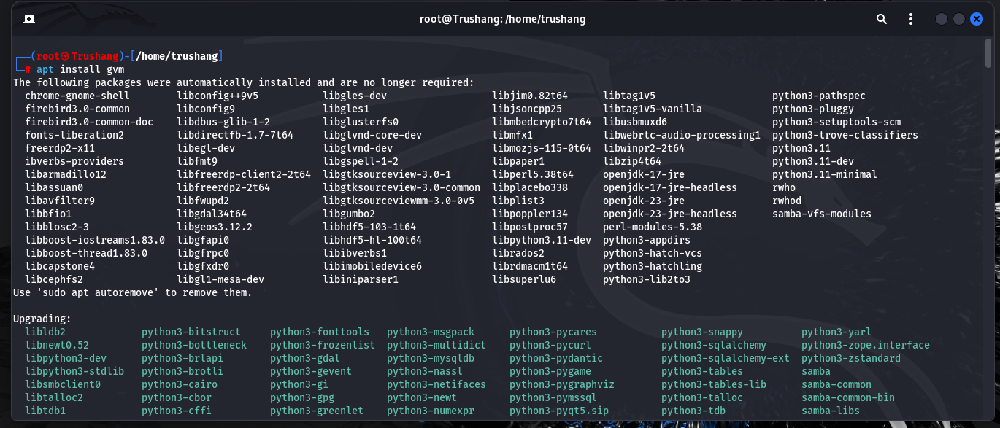 root@Trushang: /home/trushang
┌──(root㉿Trushang)-[/home/trushang]
└─# apt install gvm
The following packages were automatically installed and are no longer required:
chrome-gnome-shell libconfig++9v5 libgles-dev libjim0.82t64 libtag1v5 python3-pathspec
firebird3.0-common libconfig9 libgles1 libjsoncpp25 libtag1v5-vanilla python3-pluggy
firebird3.0-common-doc libdbus-glib-1-2 libglusterfs0 libmbedcrypto7t64 libusbmuxd6 python3-setuptools-scm
fonts-liberation2 libdirectfb-1.7-7t64 libglvnd-core-dev libmfx1 libwebrtc-audio-processing1 python3-trove-classifiers
freerdp2-x11 libegl-dev libglvnd-dev libmozjs-115-0t64 libwinpr2-2t64 python3.11
ibverbs-providers libfmt9 libgspell-1-2 libpaper1 libzip4t64 python3.11-dev
libarmadillo12 libfreerdp-client2-2t64 libgtksourceview-3.0-1 libperl5.38t64 openjdk-17-jre python3.11-minimal
libassuan0 libfreerdp2-2t64 libgtksourceview-3.0-common libplacebo338 openjdk-17-jre-headless rwho
libavfilter9 libfwupd2 libgtksourceviewmm-3.0-0v5 libplist3 openjdk-23-jre rwhod
libbfio1 libgdal34t64 libgumbo2 libpoppler134 openjdk-23-jre-headless samba-vfs-modules
libblosc2-3 libgeos3.12.2 libhdf5-103-1t64 libpostproc57 perl-modules-5.38
libboost-iostreams1.83.0 libgfapi0 libhdf5-hl-100t64 libpython3.11-dev python3-appdirs
libboost-thread1.83.0 libgfrpc0 libibverbs1 librados2 python3-hatch-vcs
libcapstone4 libgfxdr0 libimobiledevice6 librdmacm1t64 python3-hatchling
libcephfs2 libgl1-mesa-dev libiniparser1 libsuperlu6 python3-lib2to3
Use 'sudo apt autoremove' to remove them.
Upgrading:
libldb2 python3-bitstruct python3-fonttools python3-msgpack python3-pycares python3-snappy python3-yarl
libnewt0.52 python3-bottleneck python3-frozenlist python3-multidict python3-pycurl python3-sqlalchemy python3-zope.interface
libpython3-dev python3-brlapi python3-gdal python3-mysqldb python3-pydantic python3-sqlalchemy-ext python3-zstandard
libpython3-stdlib python3-brotli python3-gevent python3-nassl python3-pygame python3-tables samba
libsmbclient0 python3-cairo python3-gi python3-netifaces python3-pygraphviz python3-tables-lib samba-common
libtalloc2 python3-cbor python3-gpg python3-newt python3-pymssql python3-talloc samba-common-bin
libtdb1 python3-cffi python3-greenlet python3-numexpr python3-pyqt5.sip python3-tdb samba-libs